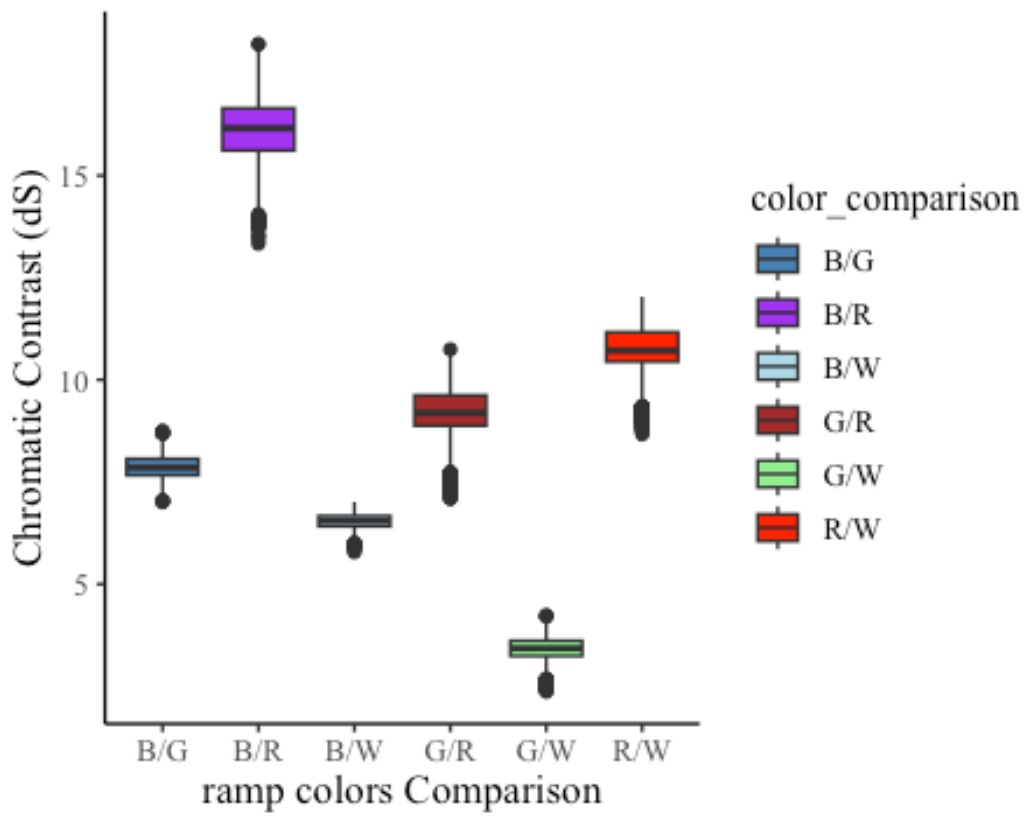 Chromatic Contrast (dS)
15
10
5
B/G B/R B/W G/R G/W R/W
ramp colors Comparison
color_comparison
B/G
B/R
B/W
G/R
G/W
R/W